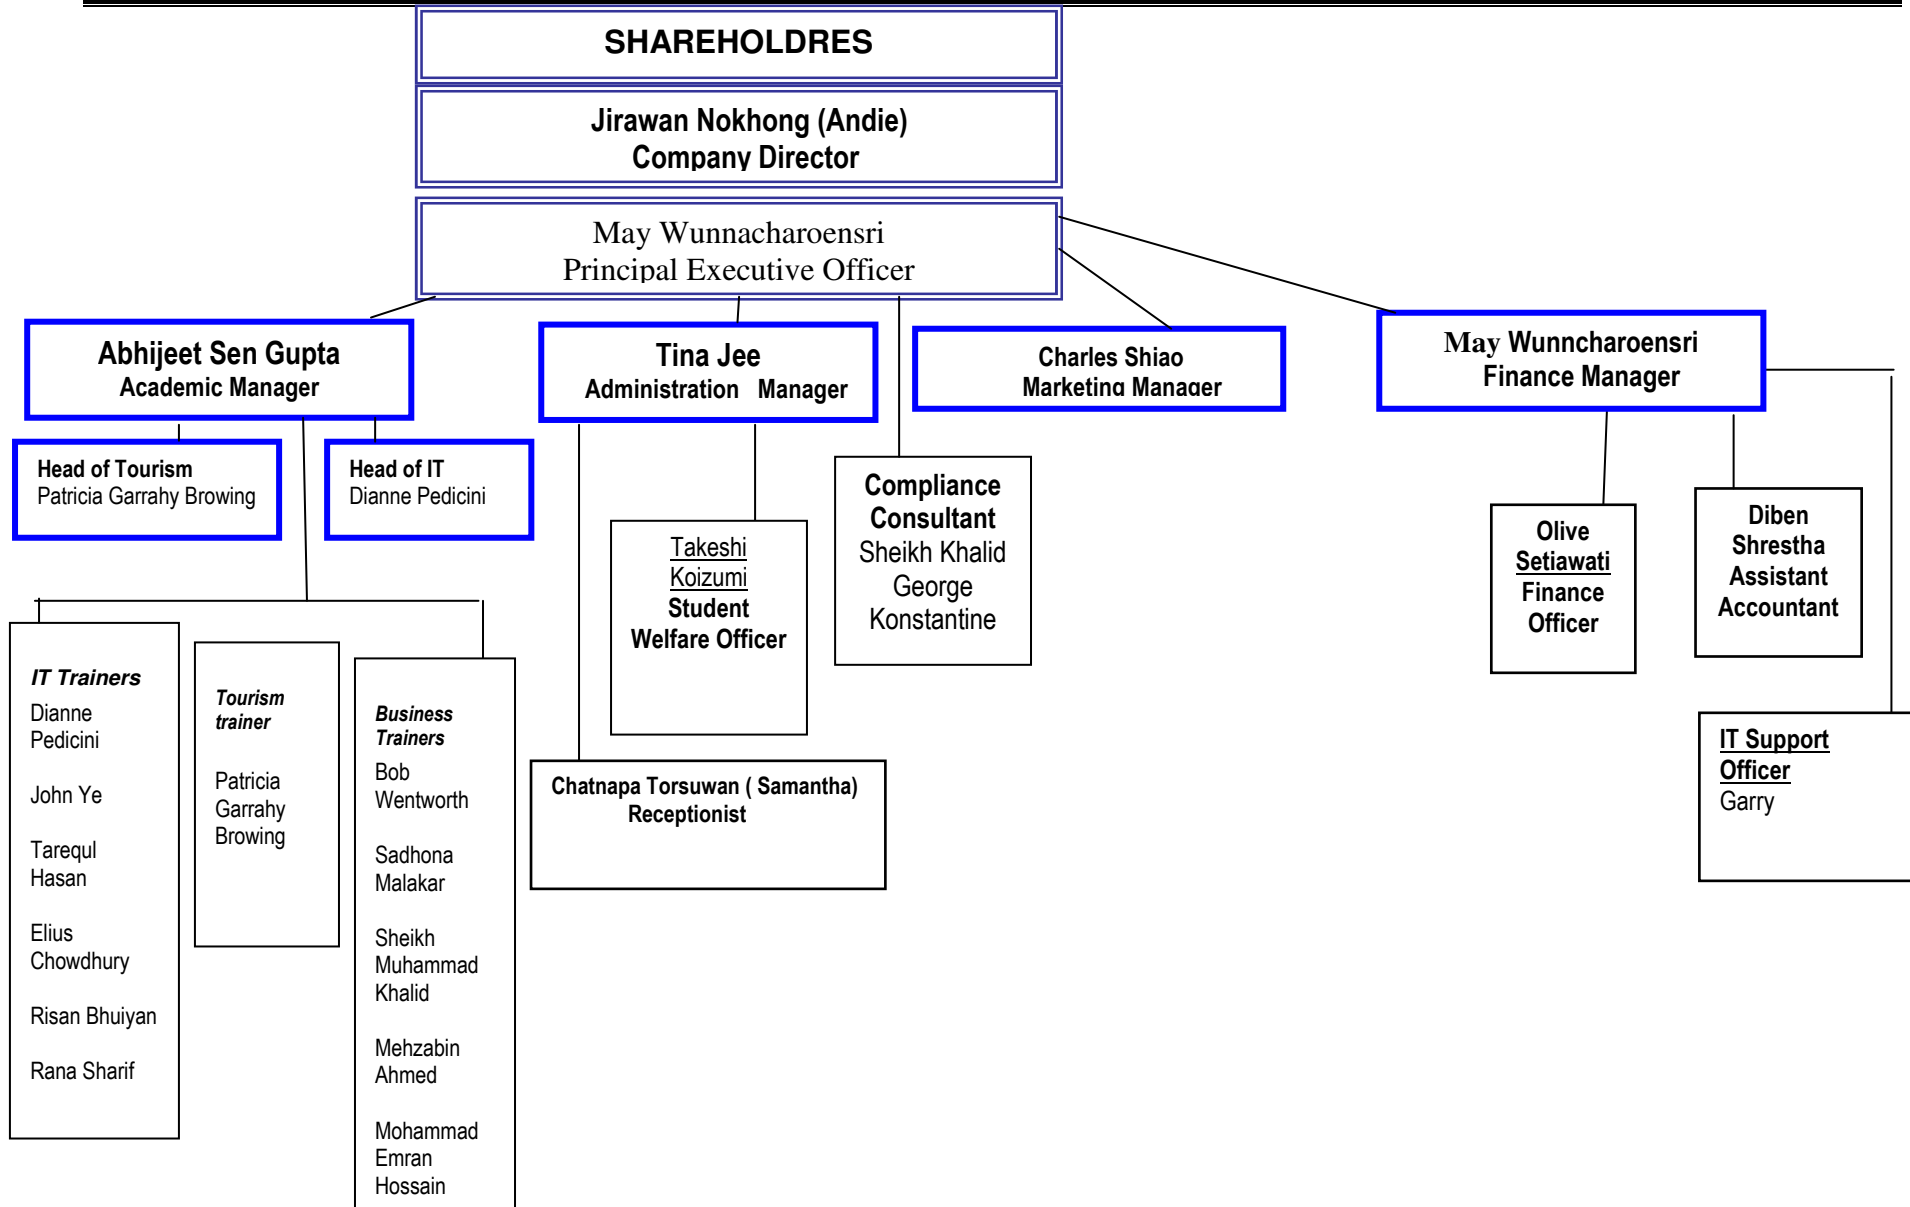 SHAREHOLDRES
Jirawan Nokhong (Andie)
Company Director
May Wunnacharoensri
Principal Executive Officer
Abhijeet Sen Gupta
Academic Manager
Tina Jee
Administration Manager
Charles Shiao
Marketing Manager
May Wunncharoensri
Finance Manager
Head of Tourism
Patricia Garrahy Browing
Head of IT
Dianne Pedicini
Takeshi
Koizumi
Student
Welfare Officer
Compliance
Consultant
Sheikh Khalid
George
Konstantine
Olive
Setiawati
Finance
Officer
Diben
Shrestha
Assistant
Accountant
IT Trainers
Dianne
Pedicini
John Ye
Tarequl
Hasan
Elius
Chowdhury
Risan Bhuiyan
Rana Sharif
Tourism
trainer
Patricia
Garrahy
Browing
Business
Trainers
Bob
Wentworth
Sadhona
Malakar
Sheikh
Muhammad
Khalid
Mehzabin
Ahmed
Mohammad
Emran
Hossain
Chatnapa Torsuwan ( Samantha)
Receptionist
IT Support
Officer
Garry